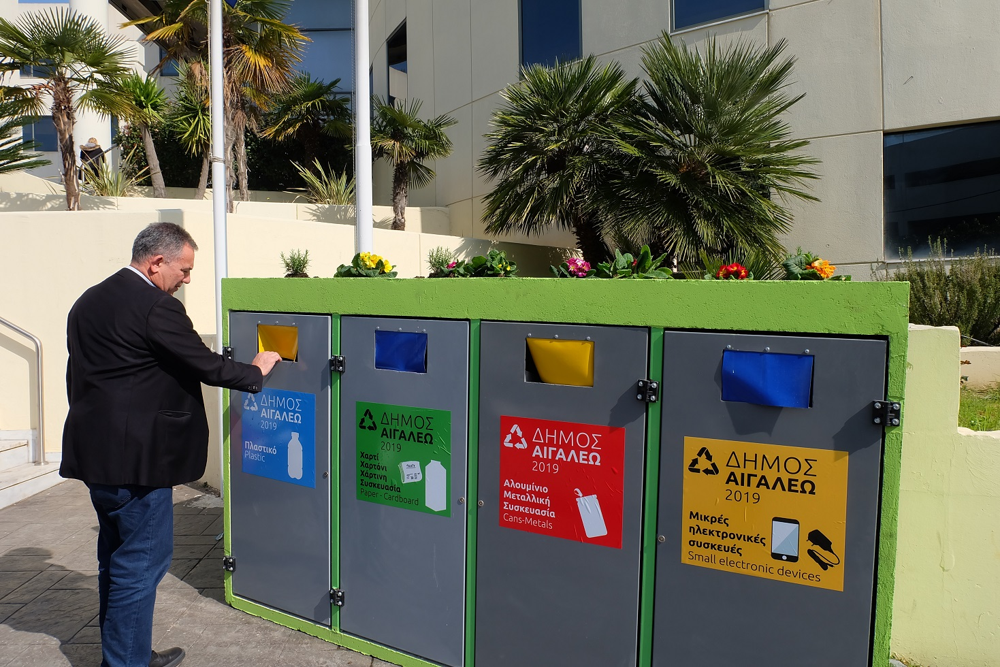 ΔΗΜΟΣ
ΑΙΓΑΛΕΩ
2019
Πλαστικό
Plastic
ΔΗΜΟΣ
ΑΙΓΑΛΕΩ
2019
Χαρτί
Χαρτόνι
Χάρτινη
Συσκευασία
Paper - Cardboard
ΔΗΜΟΣ
ΑΙΓΑΛΕΩ
2019
Αλουμίνιο
Μεταλλική
Συσκευασία
Cans-Metals
ΔΗΜΟΣ
ΑΙΓΑΛΕΩ
2019
Μικρές
ηλεκτρονικές
συσκευές
Small electronic devices